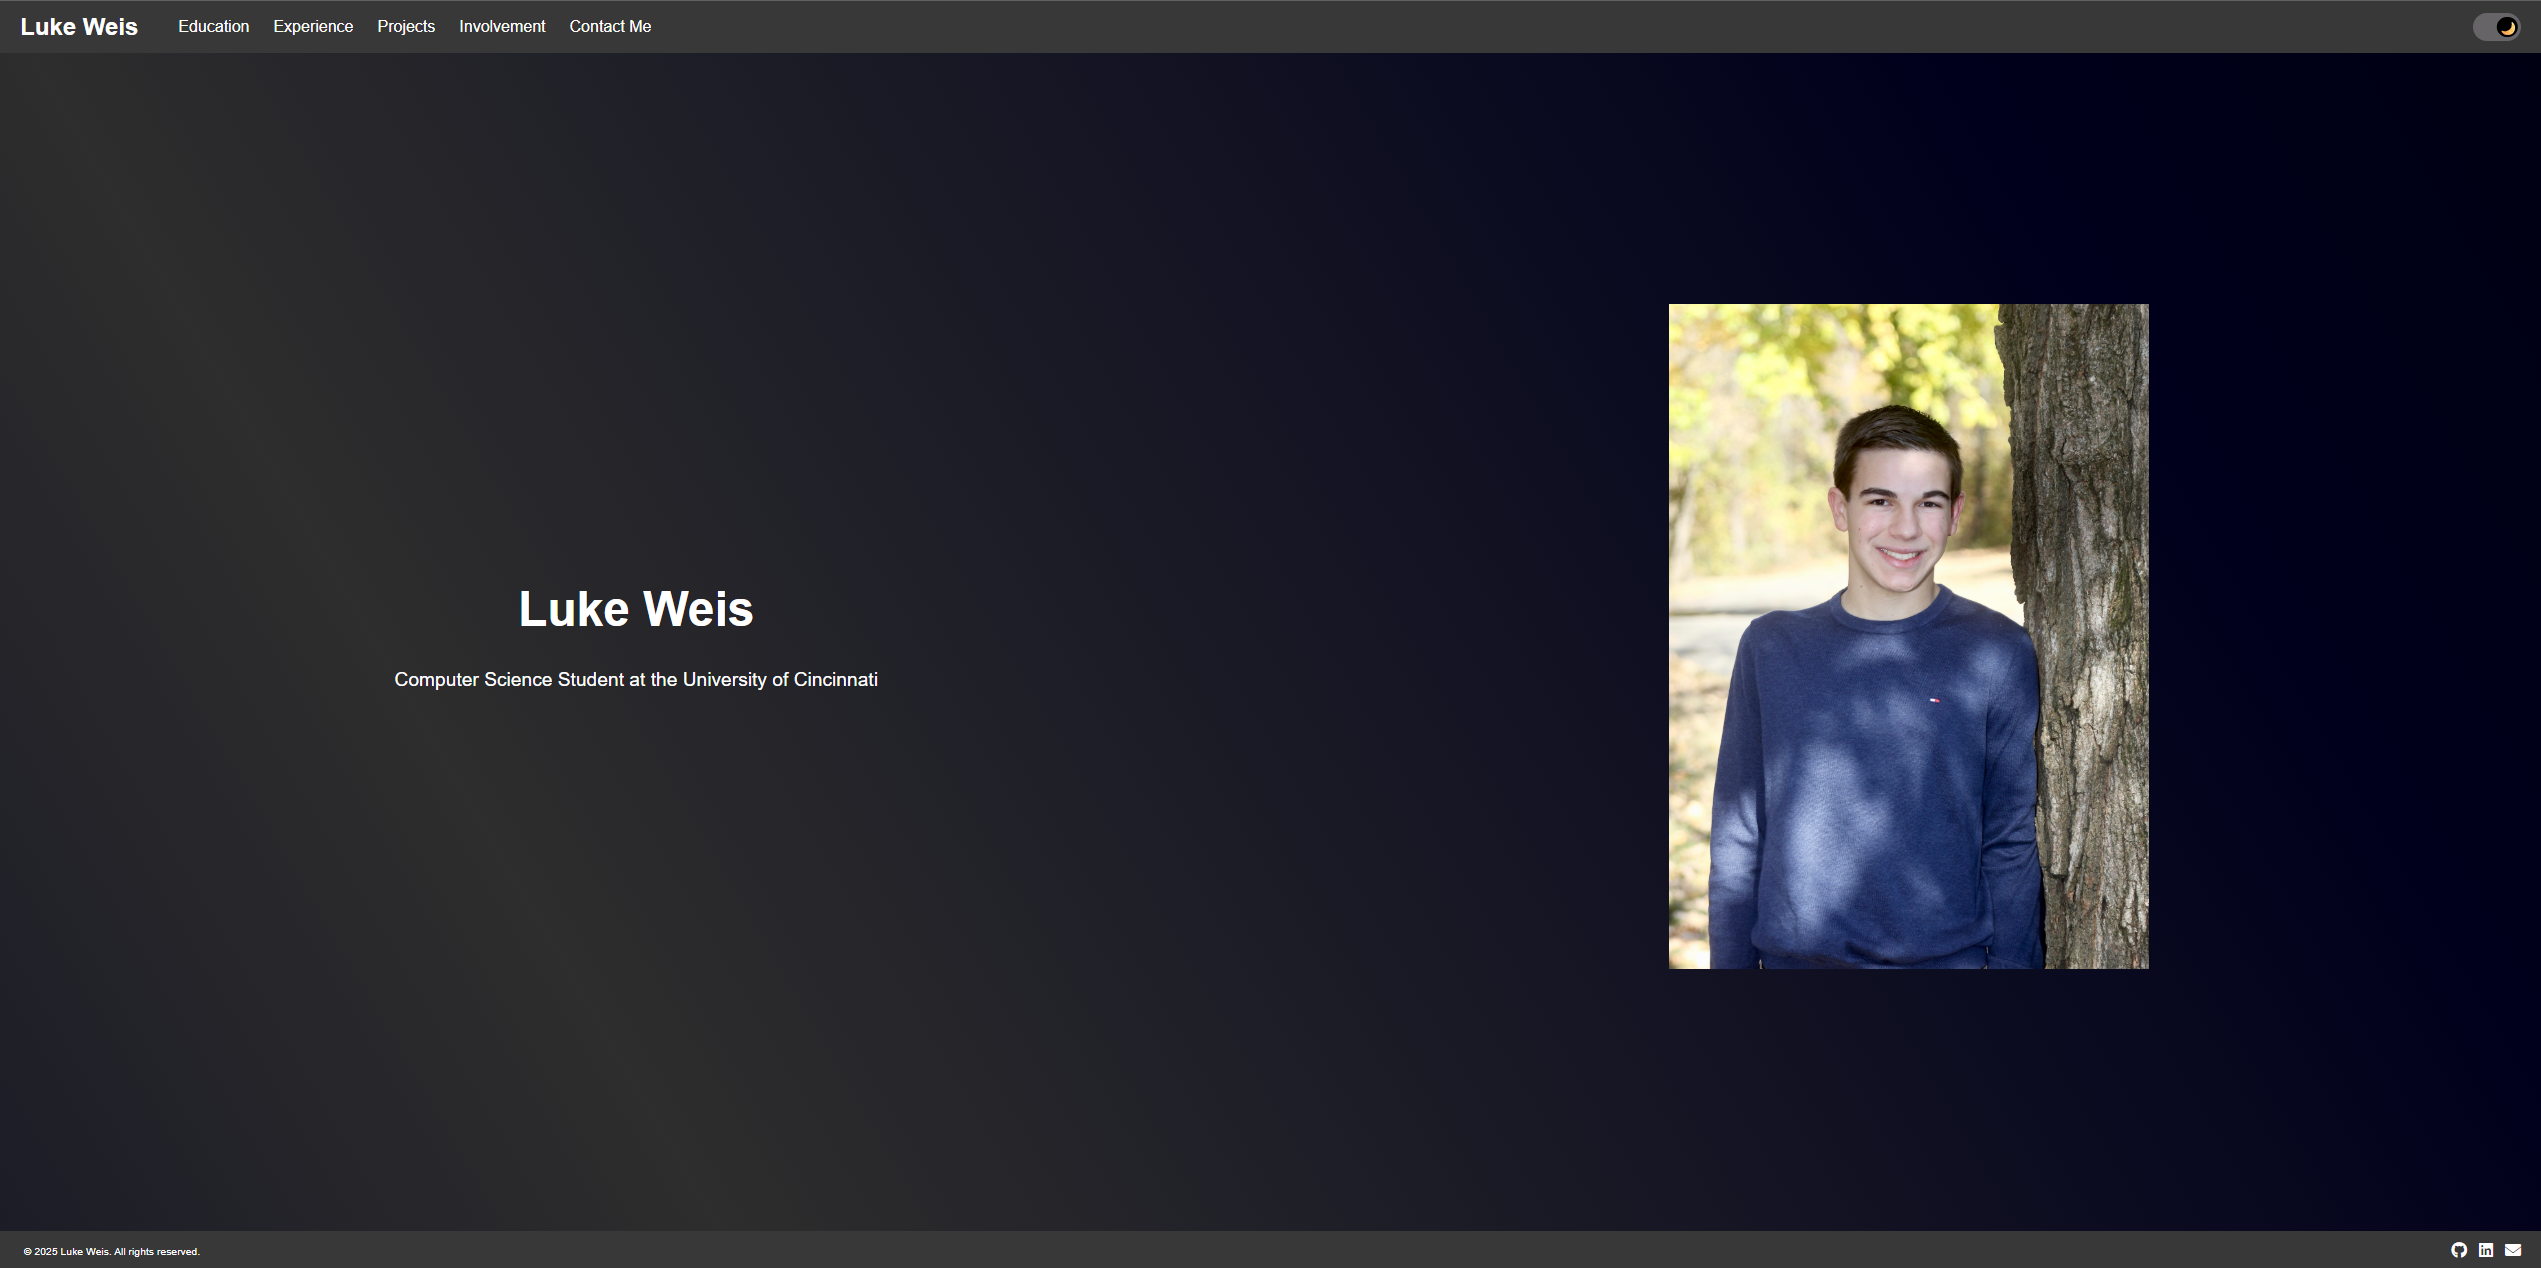 Luke Weis Education Experience Projects Involvement Contact Me
Luke Weis
Computer Science Student at the University of Cincinnati
© 2025 Luke Weis. All rights reserved.